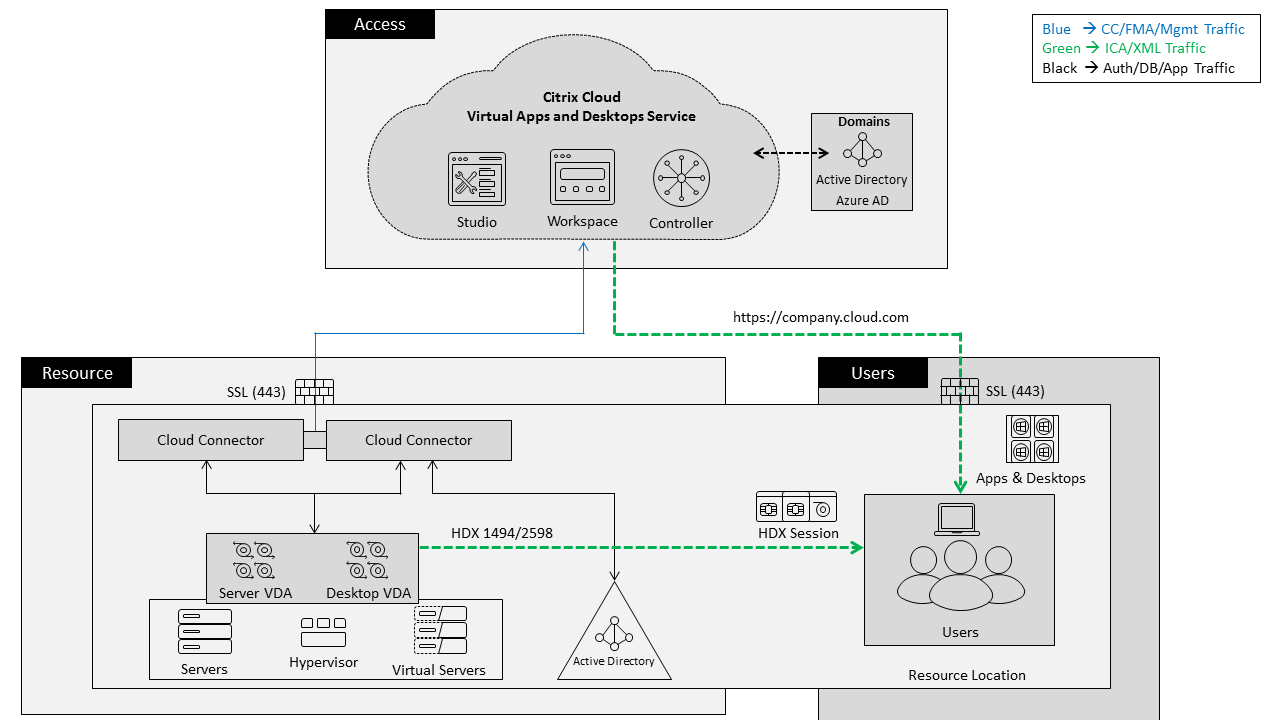 Access
Blue → CC/FMA/Mgmt Traffic
Green → ICA/XML Traffic
Black → Auth/DB/App Traffic
Citrix Cloud
Virtual Apps and Desktops Service
Studio
Workspace
Controller
Domains
Active Directory
Azure AD
https://company.cloud.com
Resource
SSL (443)
Users
SSL (443)
Cloud Connector
Cloud Connector
Apps & Desktops
HDX 1494/2598
HDX Session
Server VDA
Desktop VDA
Servers
Hypervisor
Virtual Servers
Active Directory
Users
Resource Location